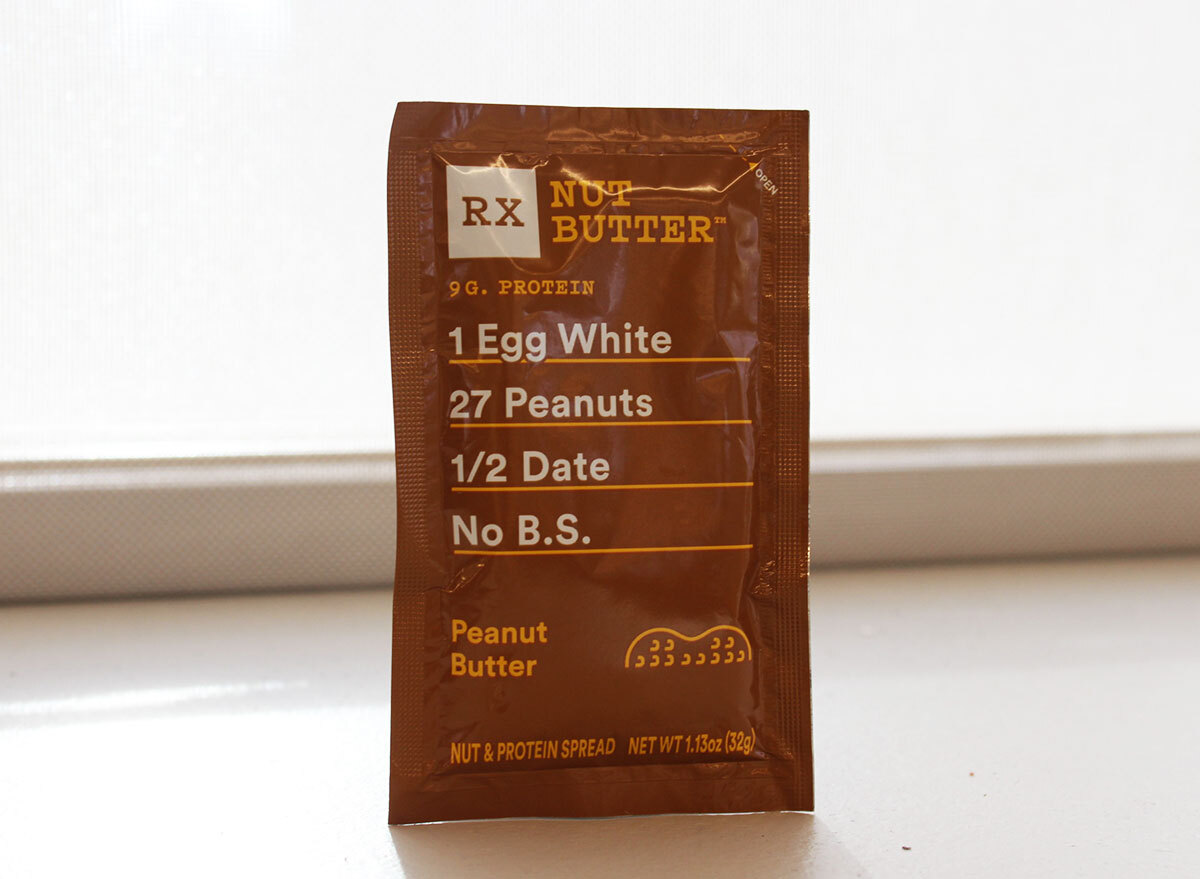 RX
NUT
BUTTER™
OPEN
9 G. PROTEIN
1 Egg White
27 Peanuts
1/2 Date
No B.S.
Peanut
Butter
NUT & PROTEIN SPREAD NET WT 1.13oz (32g)